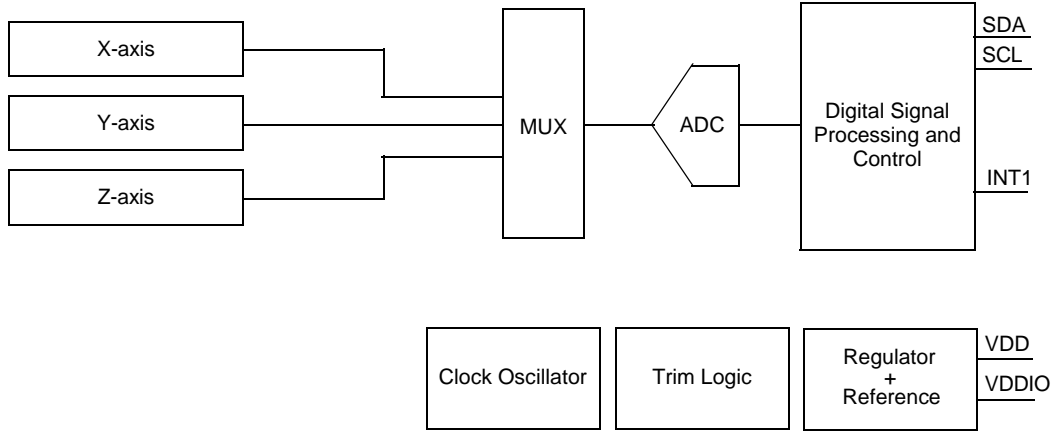 X-axis
Y-axis
Z-axis
MUX
ADC
Digital Signal
Processing and
Control
SDA
SCL
INT1
Clock Oscillator
Trim Logic
Regulator
+
Reference
VDD
VDDIO